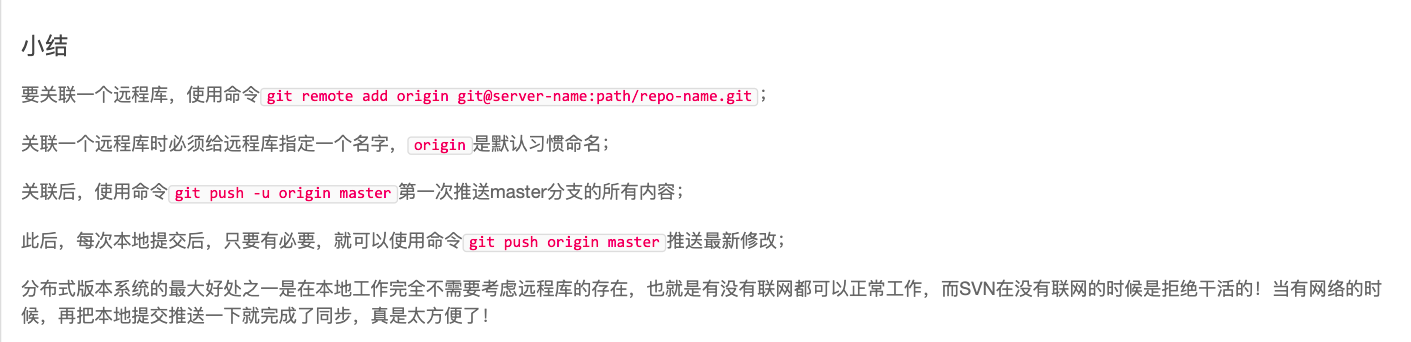 小结
要关联一个远程库，使用命令git remote add origin git@server-name:path/repo-name.git；
关联一个远程库时必须给远程库指定一个名字，origin是默认习惯命名；
关联后，使用命令git push -u origin master第一次推送master分支的所有内容；
此后，每次本地提交后，只要有必要，就可以使用命令git push origin master推送最新修改；
分布式版本系统的最大好处之一是在本地工作完全不需要考虑远程库的存在，也就是有没有联网都可以正常工作，而SVN在没有联网的时候是拒绝干活的！当有网络的时
候，再把本地提交推送一下就完成了同步，真是太方便了！